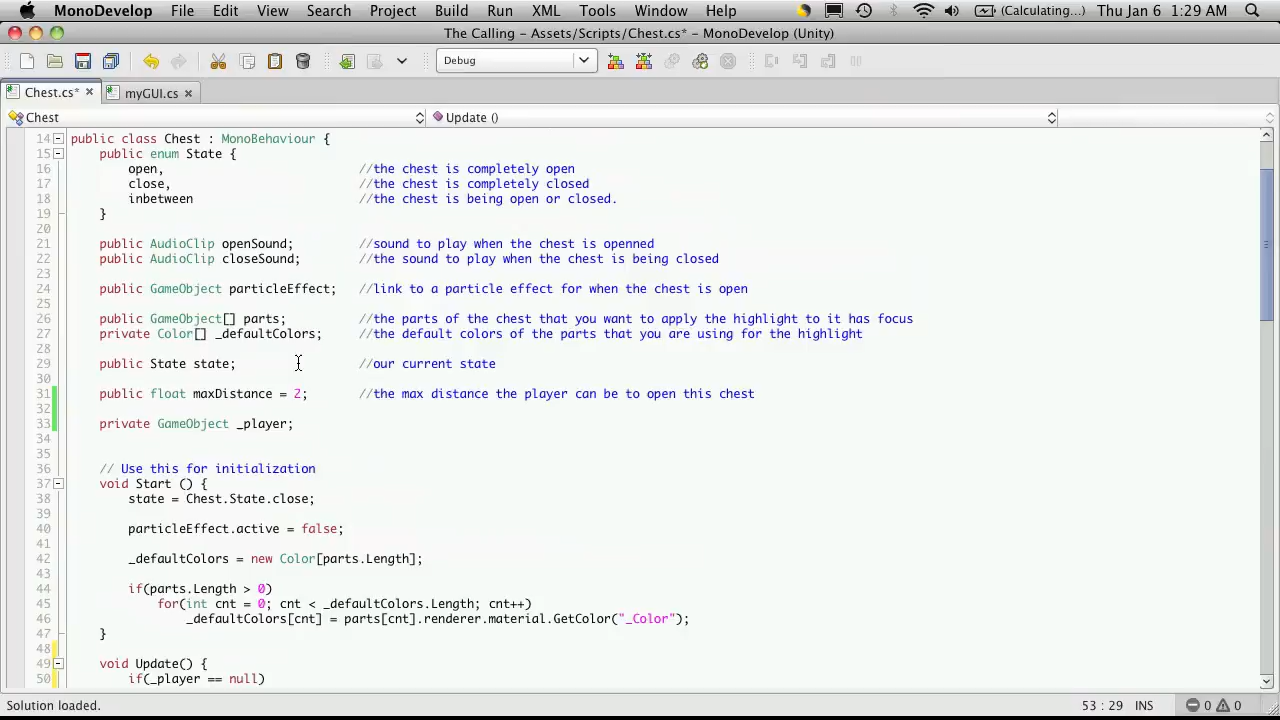 MonoDevelop File Edit View Search Project Build Run XML Tools Window Help (Calculating...) Thu Jan 6 1:29 AM
The Calling - Assets/Scripts/Chest.cs* - MonoDevelop (Unity)
Debug
Chest.cs* myGUI.cs
Chest Update ()
14 public class Chest : MonoBehaviour {
15 public enum State {
16 open, //the chest is completely open
17 close, //the chest is completely closed
18 inbetween //the chest is being open or closed.
19 }
20
21 public AudioClip openSound; //sound to play when the chest is openned
22 public AudioClip closeSound; //the sound to play when the chest is being closed
23
24 public GameObject particleEffect; //link to a particle effect for when the chest is open
25
26 public GameObject[] parts; //the parts of the chest that you want to apply the highlight to it has focus
27 private Color[] _defaultColors; //the default colors of the parts that you are using for the highlight
28
29 public State state; //our current state
30
31 public float maxDistance = 2; //the max distance the player can be to open this chest
32
33 private GameObject _player;
34
35
36 // Use this for initialization
37 void Start () {
38 state = Chest.State.close;
39
40 particleEffect.active = false;
41
42 _defaultColors = new Color[parts.Length];
43
44 if(parts.Length > 0)
45 for(int cnt = 0; cnt < _defaultColors.Length; cnt++)
46 _defaultColors[cnt] = parts[cnt].renderer.material.GetColor("_Color");
47 }
48
49 void Update() {
50 if(_player == null)
Solution loaded. 53 : 29 INS 0 0